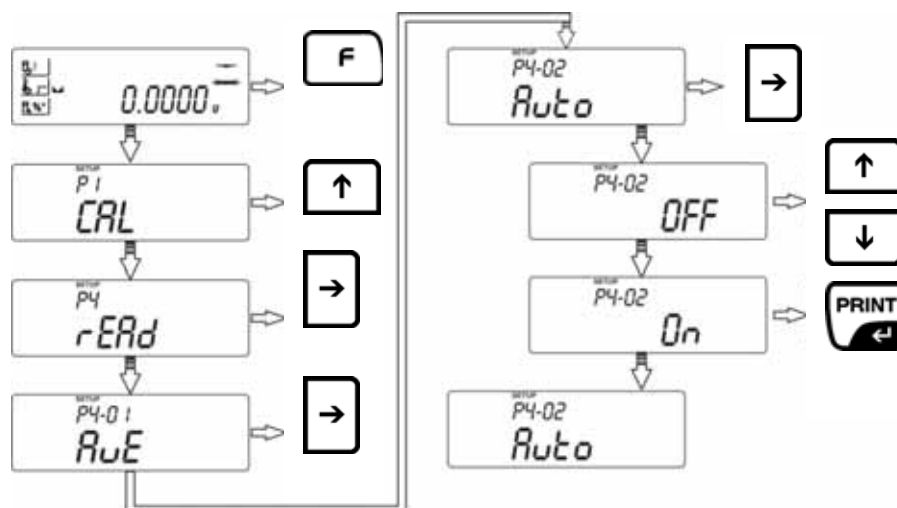 0.0000
F
SETUP
P1
CAL
↑
SETUP
P4
rEAd
→
SETUP
P4-01
AvE
→
SETUP
P4-02
Auto
→
SETUP
P4-02
OFF
↑
↓
SETUP
P4-02
On
PRINT
SETUP
P4-02
Auto